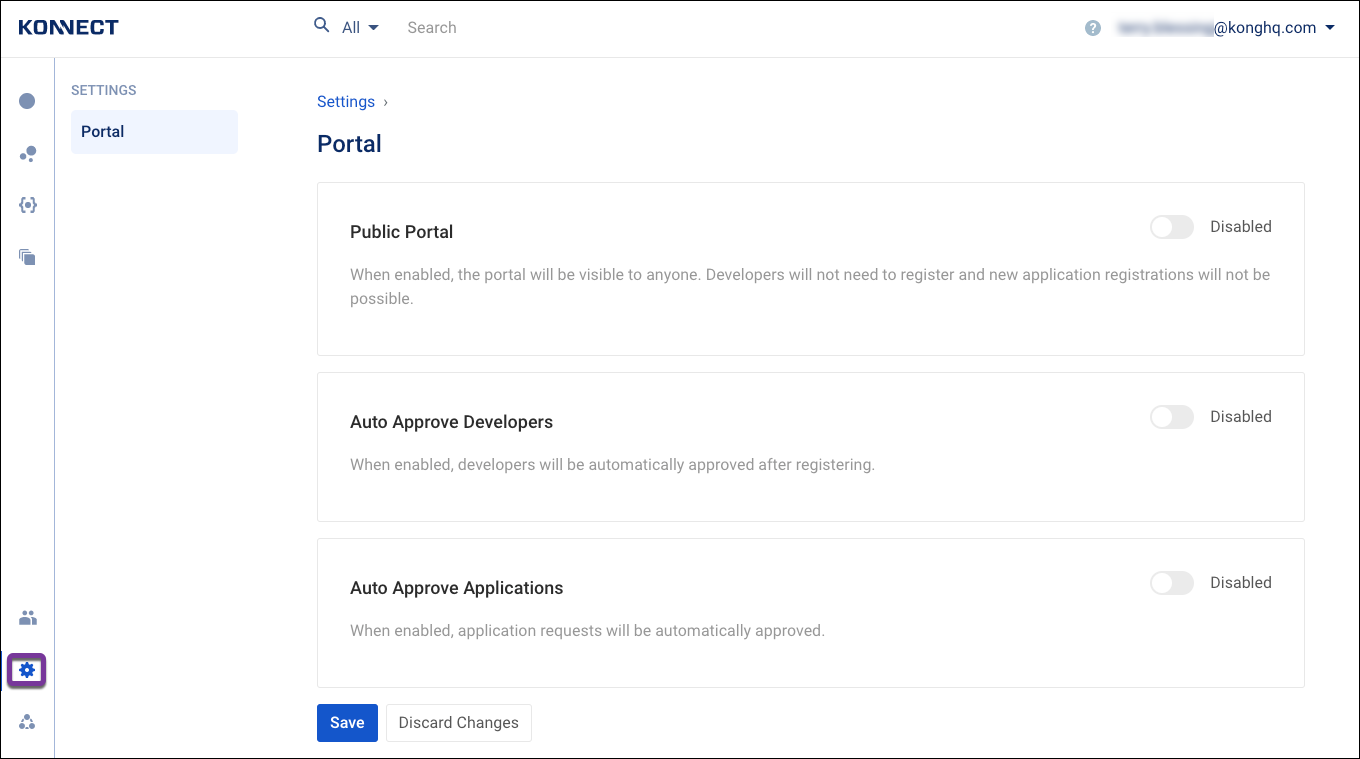 KONNECT
All
Search
?
@konghq.com
SETTINGS
Portal
Settings ›
Portal
Public Portal
Disabled
When enabled, the portal will be visible to anyone. Developers will not need to register and new application registrations will not be
possible.
Auto Approve Developers
Disabled
When enabled, developers will be automatically approved after registering.
Auto Approve Applications
Disabled
When enabled, application requests will be automatically approved.
Save
Discard Changes